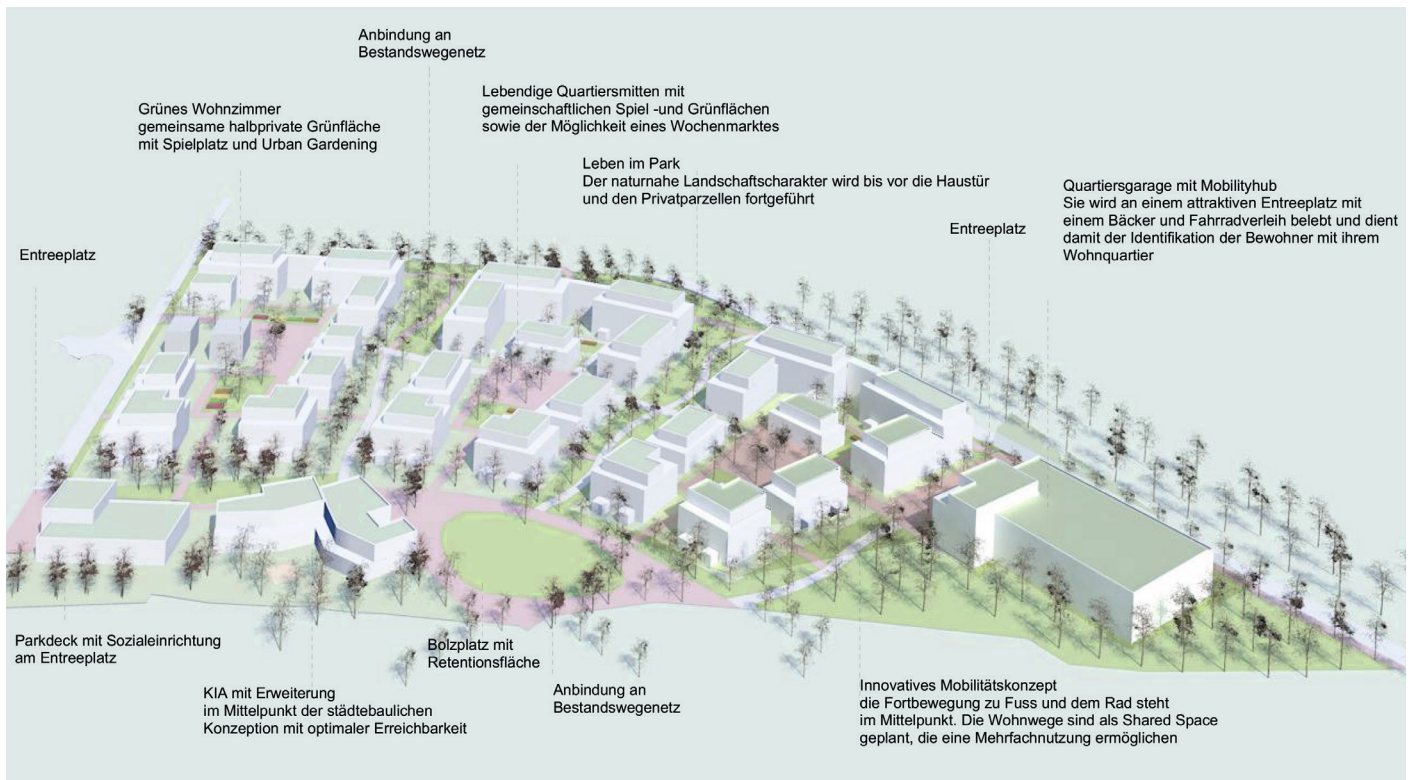 Anbindung an
Bestandswegenetz
Lebendige Quartiersmitten mit
gemeinschaftlichen Spiel -und Grünflächen
sowie der Möglichkeit eines Wochenmarktes
Grünes Wohnzimmer
gemeinsame halbprivate Grünfläche
mit Spielplatz und Urban Gardening
Leben im Park
Der naturnahe Landschaftscharakter wird bis vor die Haustür
und den Privatparzellen fortgeführt
Quartiersgarage mit Mobilityhub
Sie wird an einem attraktiven Entreeplatz mit
einem Bäcker und Fahrradverleih belebt und dient
damit der Identifikation der Bewohner mit ihrem
Wohnquartier
Entreeplatz
Entreeplatz
Parkdeck mit Sozialeinrichtung
am Entreeplatz
Bolzplatz mit
Retentionsfläche
KIA mit Erweiterung
im Mittelpunkt der städtebaulichen
Konzeption mit optimaler Erreichbarkeit
Anbindung an
Bestandswegenetz
Innovatives Mobilitätskonzept
die Fortbewegung zu Fuss und dem Rad steht
im Mittelpunkt. Die Wohnwege sind als Shared Space
geplant, die eine Mehrfachnutzung ermöglichen